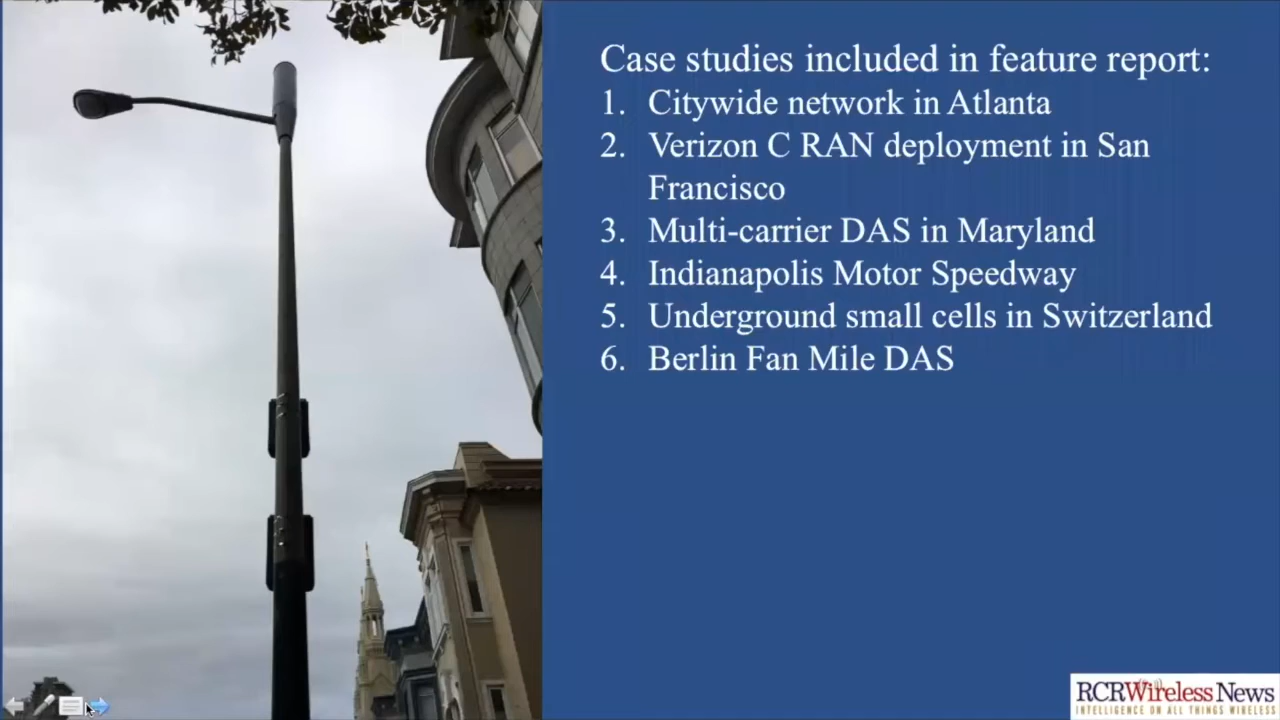 Case studies included in feature report:
1. Citywide network in Atlanta
2. Verizon C RAN deployment in San
Francisco
3. Multi-carrier DAS in Maryland
4. Indianapolis Motor Speedway
5. Underground small cells in Switzerland
6. Berlin Fan Mile DAS
RCRWireless News
INTELLIGENCE ON ALL THINGS WIRELESS